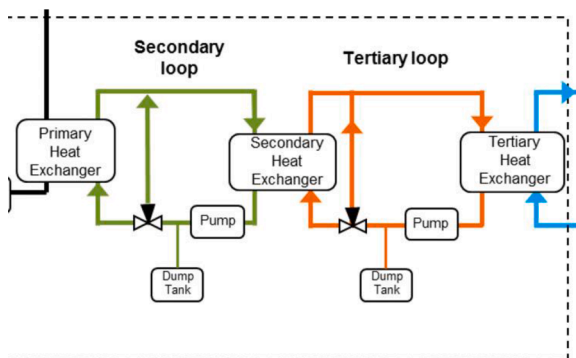 Secondary
loop
Tertiary loop
Primary
Heat
Exchanger
Secondary
Heat
Exchanger
Tertiary
Heat
Exchanger
Pump
Pump
Dump
Tank
Dump
Tank